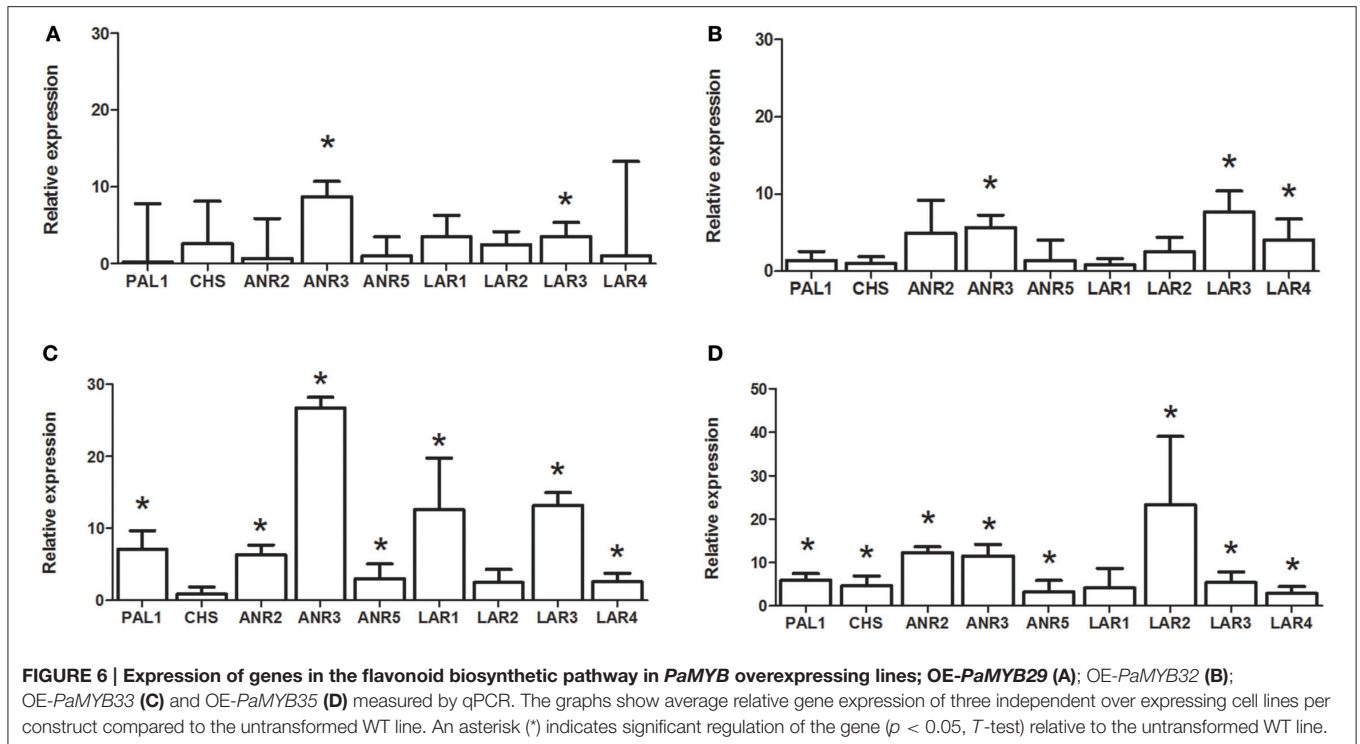 A
Relative expression
30
20
10
0
*
*
PAL1 CHS ANR2 ANR3 ANR5 LAR1 LAR2 LAR3 LAR4
B
Relative expression
30
20
10
0
*
*
*
PAL1 CHS ANR2 ANR3 ANR5 LAR1 LAR2 LAR3 LAR4
C
Relative expression
30
20
10
0
*
*
*
*
*
*
*
PAL1 CHS ANR2 ANR3 ANR5 LAR1 LAR2 LAR3 LAR4
D
Relative expression
50
40
30
20
10
0
*
*
*
*
*
*
*
*
PAL1 CHS ANR2 ANR3 ANR5 LAR1 LAR2 LAR3 LAR4
FIGURE 6 | Expression of genes in the flavonoid biosynthetic pathway in PaMYB overexpressing lines; OE-PaMYB29 (A); OE-PaMYB32 (B);
OE-PaMYB33 (C) and OE-PaMYB35 (D) measured by qPCR. The graphs show average relative gene expression of three independent over expressing cell lines per
construct compared to the untransformed WT line. An asterisk (*) indicates significant regulation of the gene (p < 0.05, T-test) relative to the untransformed WT line.